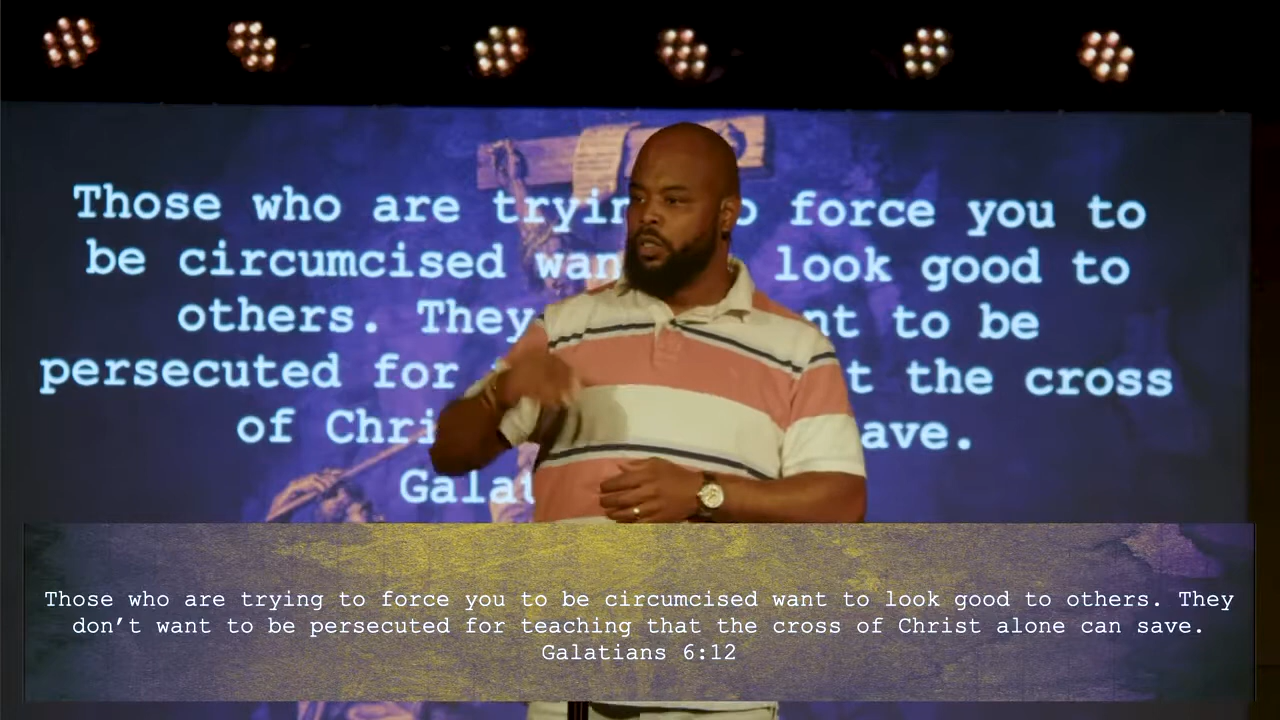 Those who are tryin o force you to
be circumcised wan look good to
others. They nt to be
persecuted for t the cross
of Chri ave.
Galat
Those who are trying to force you to be circumcised want to look good to others. They
don’t want to be persecuted for teaching that the cross of Christ alone can save.
Galatians 6:12